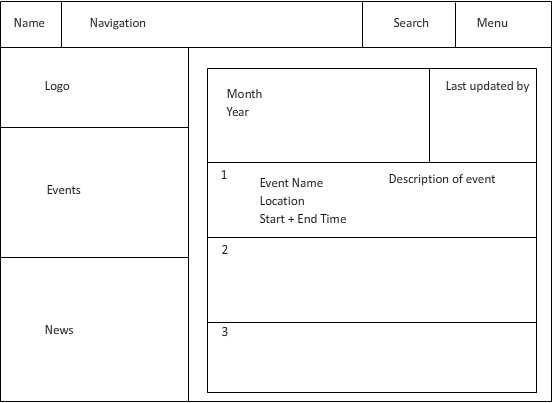 Name
Navigation
Search
Menu
Logo
Events
News
Month
Year
Last updated by
1
Event Name
Location
Start + End Time
Description of event
2
3